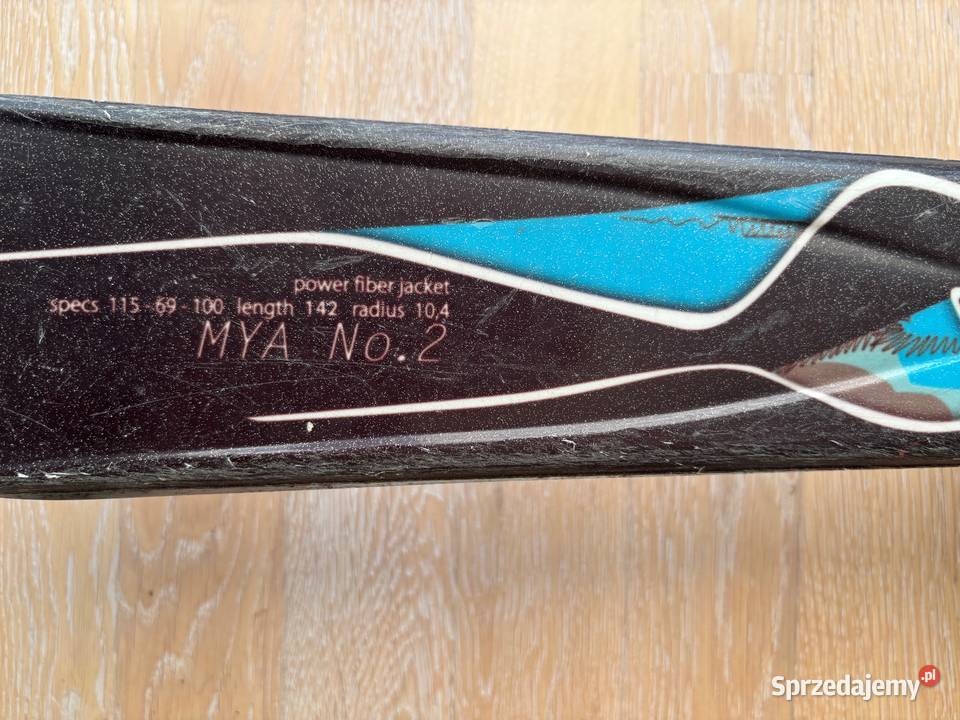 power fiber jacket
specs 115 - 69 - 100 length 142 radius 10,4
MYA No.2
Sprzedajemy.pl